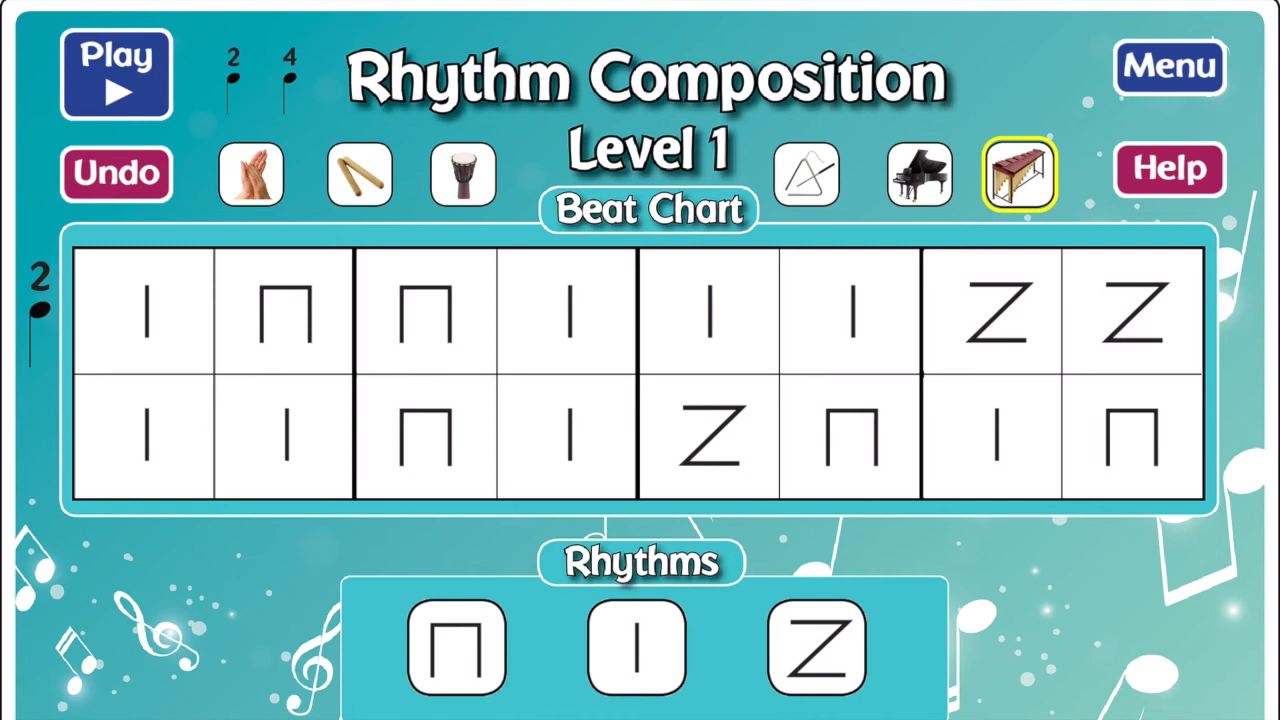 Play
2 4
Rhythm Composition
Menu
Level 1
Undo
Help
Beat Chart
2
Rhythms